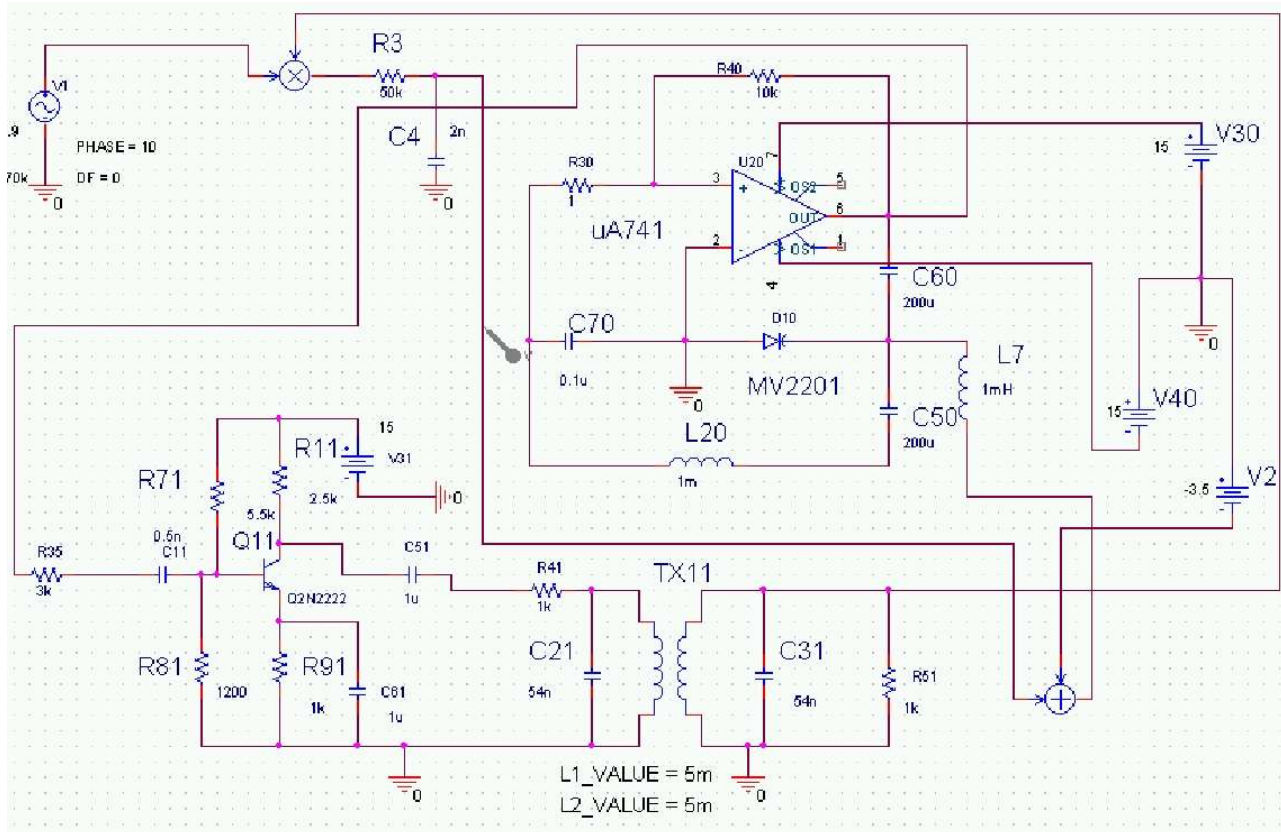 R3
50k
V1
.9
PHASE = 10
70k
DF = 0
0
C4
2n
0
R40
10k
R30
1
uA741
U20
7
3
+
2
-
OS2
5
OUT
6
OS1
1
4
15
V30
0
C60
200u
C70
0.1u
D10
MV2201
0
C50
200u
L7
1mH
L20
1m
15
V40
-3.5
V2
15
V31
0
R11
2.5k
R71
5.5k
0.5n
C11
Q11
Q2N2222
R35
3k
C51
1u
R41
1k
TX11
C21
54n
C31
54n
R51
1k
R81
1200
R91
1k
C61
1u
0
0
L1_VALUE = 5m
L2_VALUE = 5m